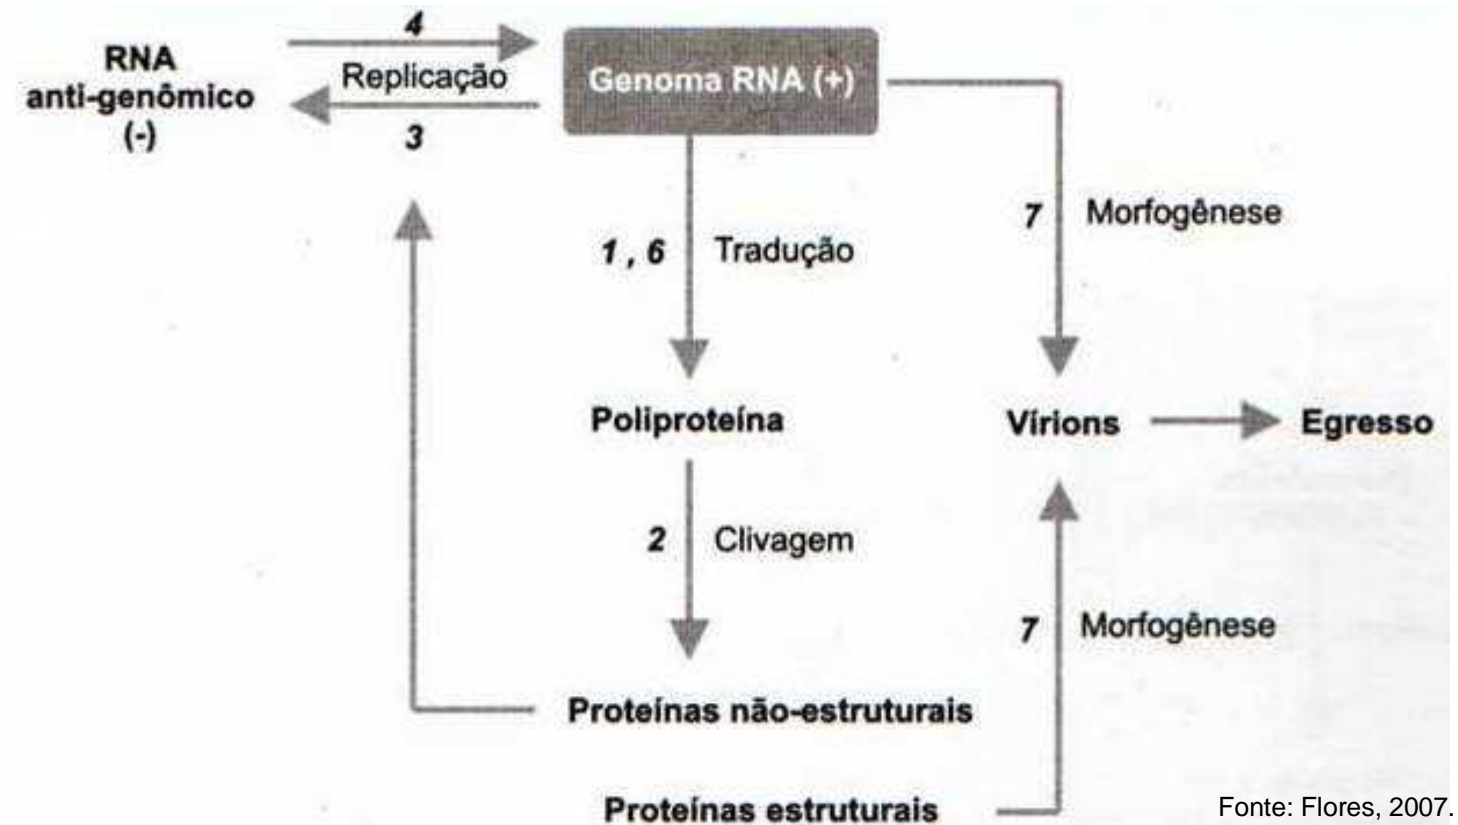 4
RNA
anti-genômico
(-)
Replicação
3
Genoma RNA (+)
1 , 6
Tradução
7
Morfogênese
Poliproteína
Vírions
Egresso
2
Clivagem
7
Morfogênese
Proteínas não-estruturais
Proteínas estruturais
Fonte: Flores, 2007.